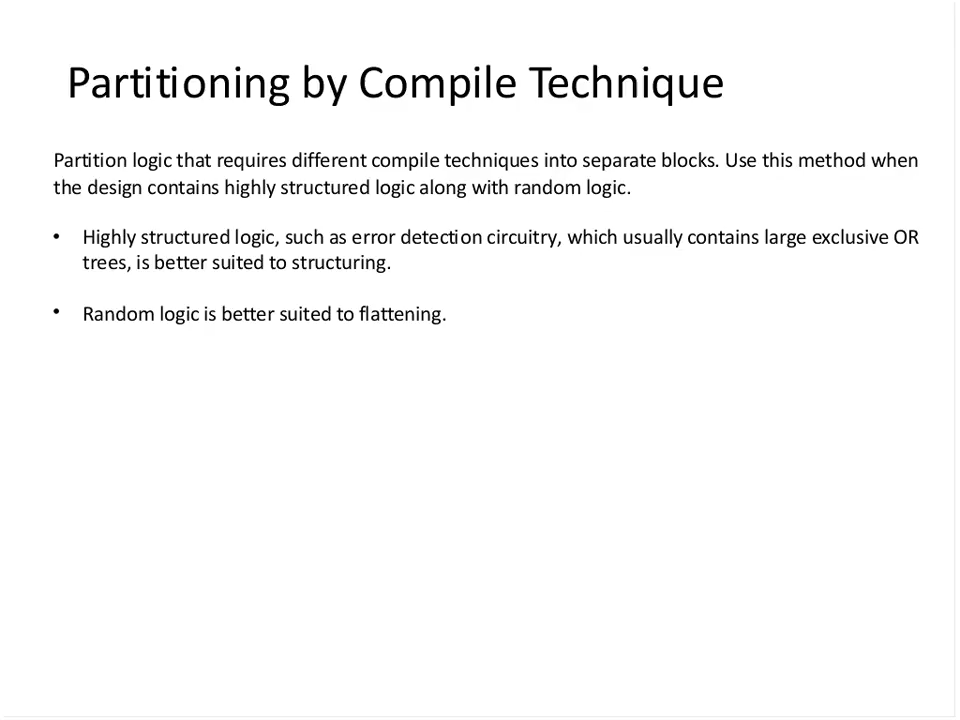 Partitioning by Compile Technique
Partition logic that requires different compile techniques into separate blocks. Use this method when
the design contains highly structured logic along with random logic.
• Highly structured logic, such as error detection circuitry, which usually contains large exclusive OR
trees, is better suited to structuring.
• Random logic is better suited to flattening.